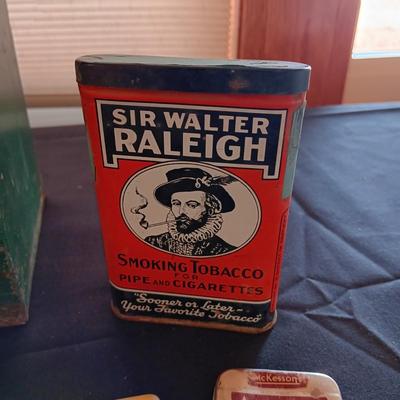 SIR WALTER
RALEIGH
SMOKING TOBACCO
FOR
PIPE AND CIGARETTES
"Sooner or Later-
Your Favorite Tobacco"
McKesson